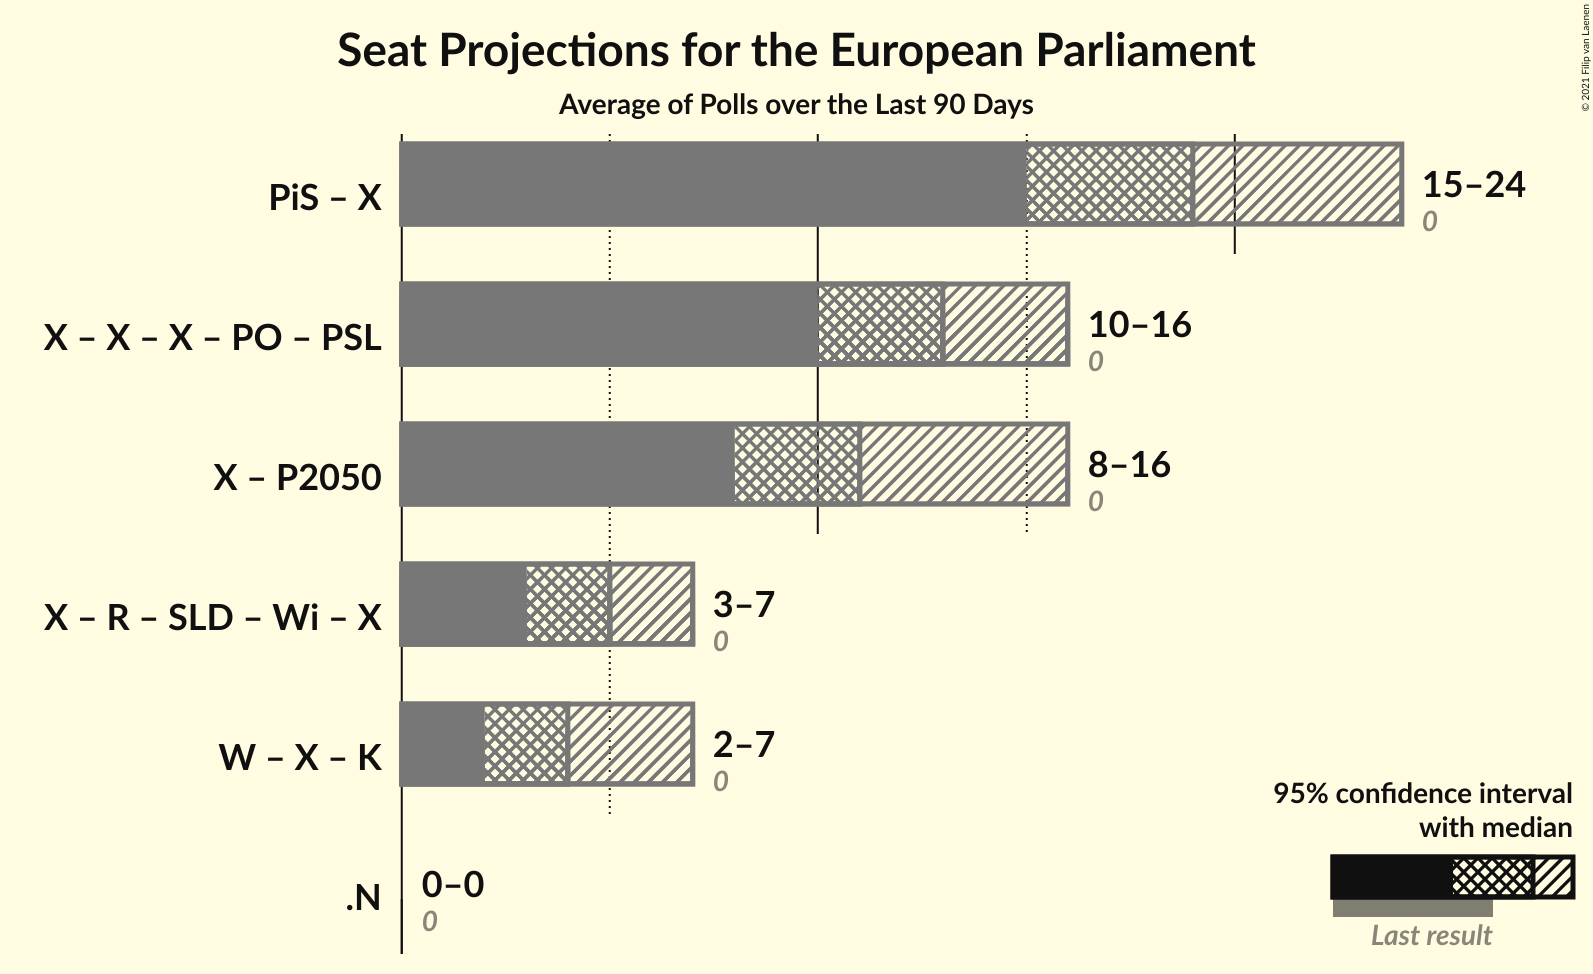 Seat Projections for the European Parliament
Average of Polls over the Last 90 Days
© 2021 Filip van Laenen
PiS – X
15–24
0
X – X – X – PO – PSL
10–16
0
X – P2050
8–16
0
X – R – SLD – Wi – X
3–7
0
W – X – K
2–7
0
.N
0–0
0
95% confidence interval
with median
Last result